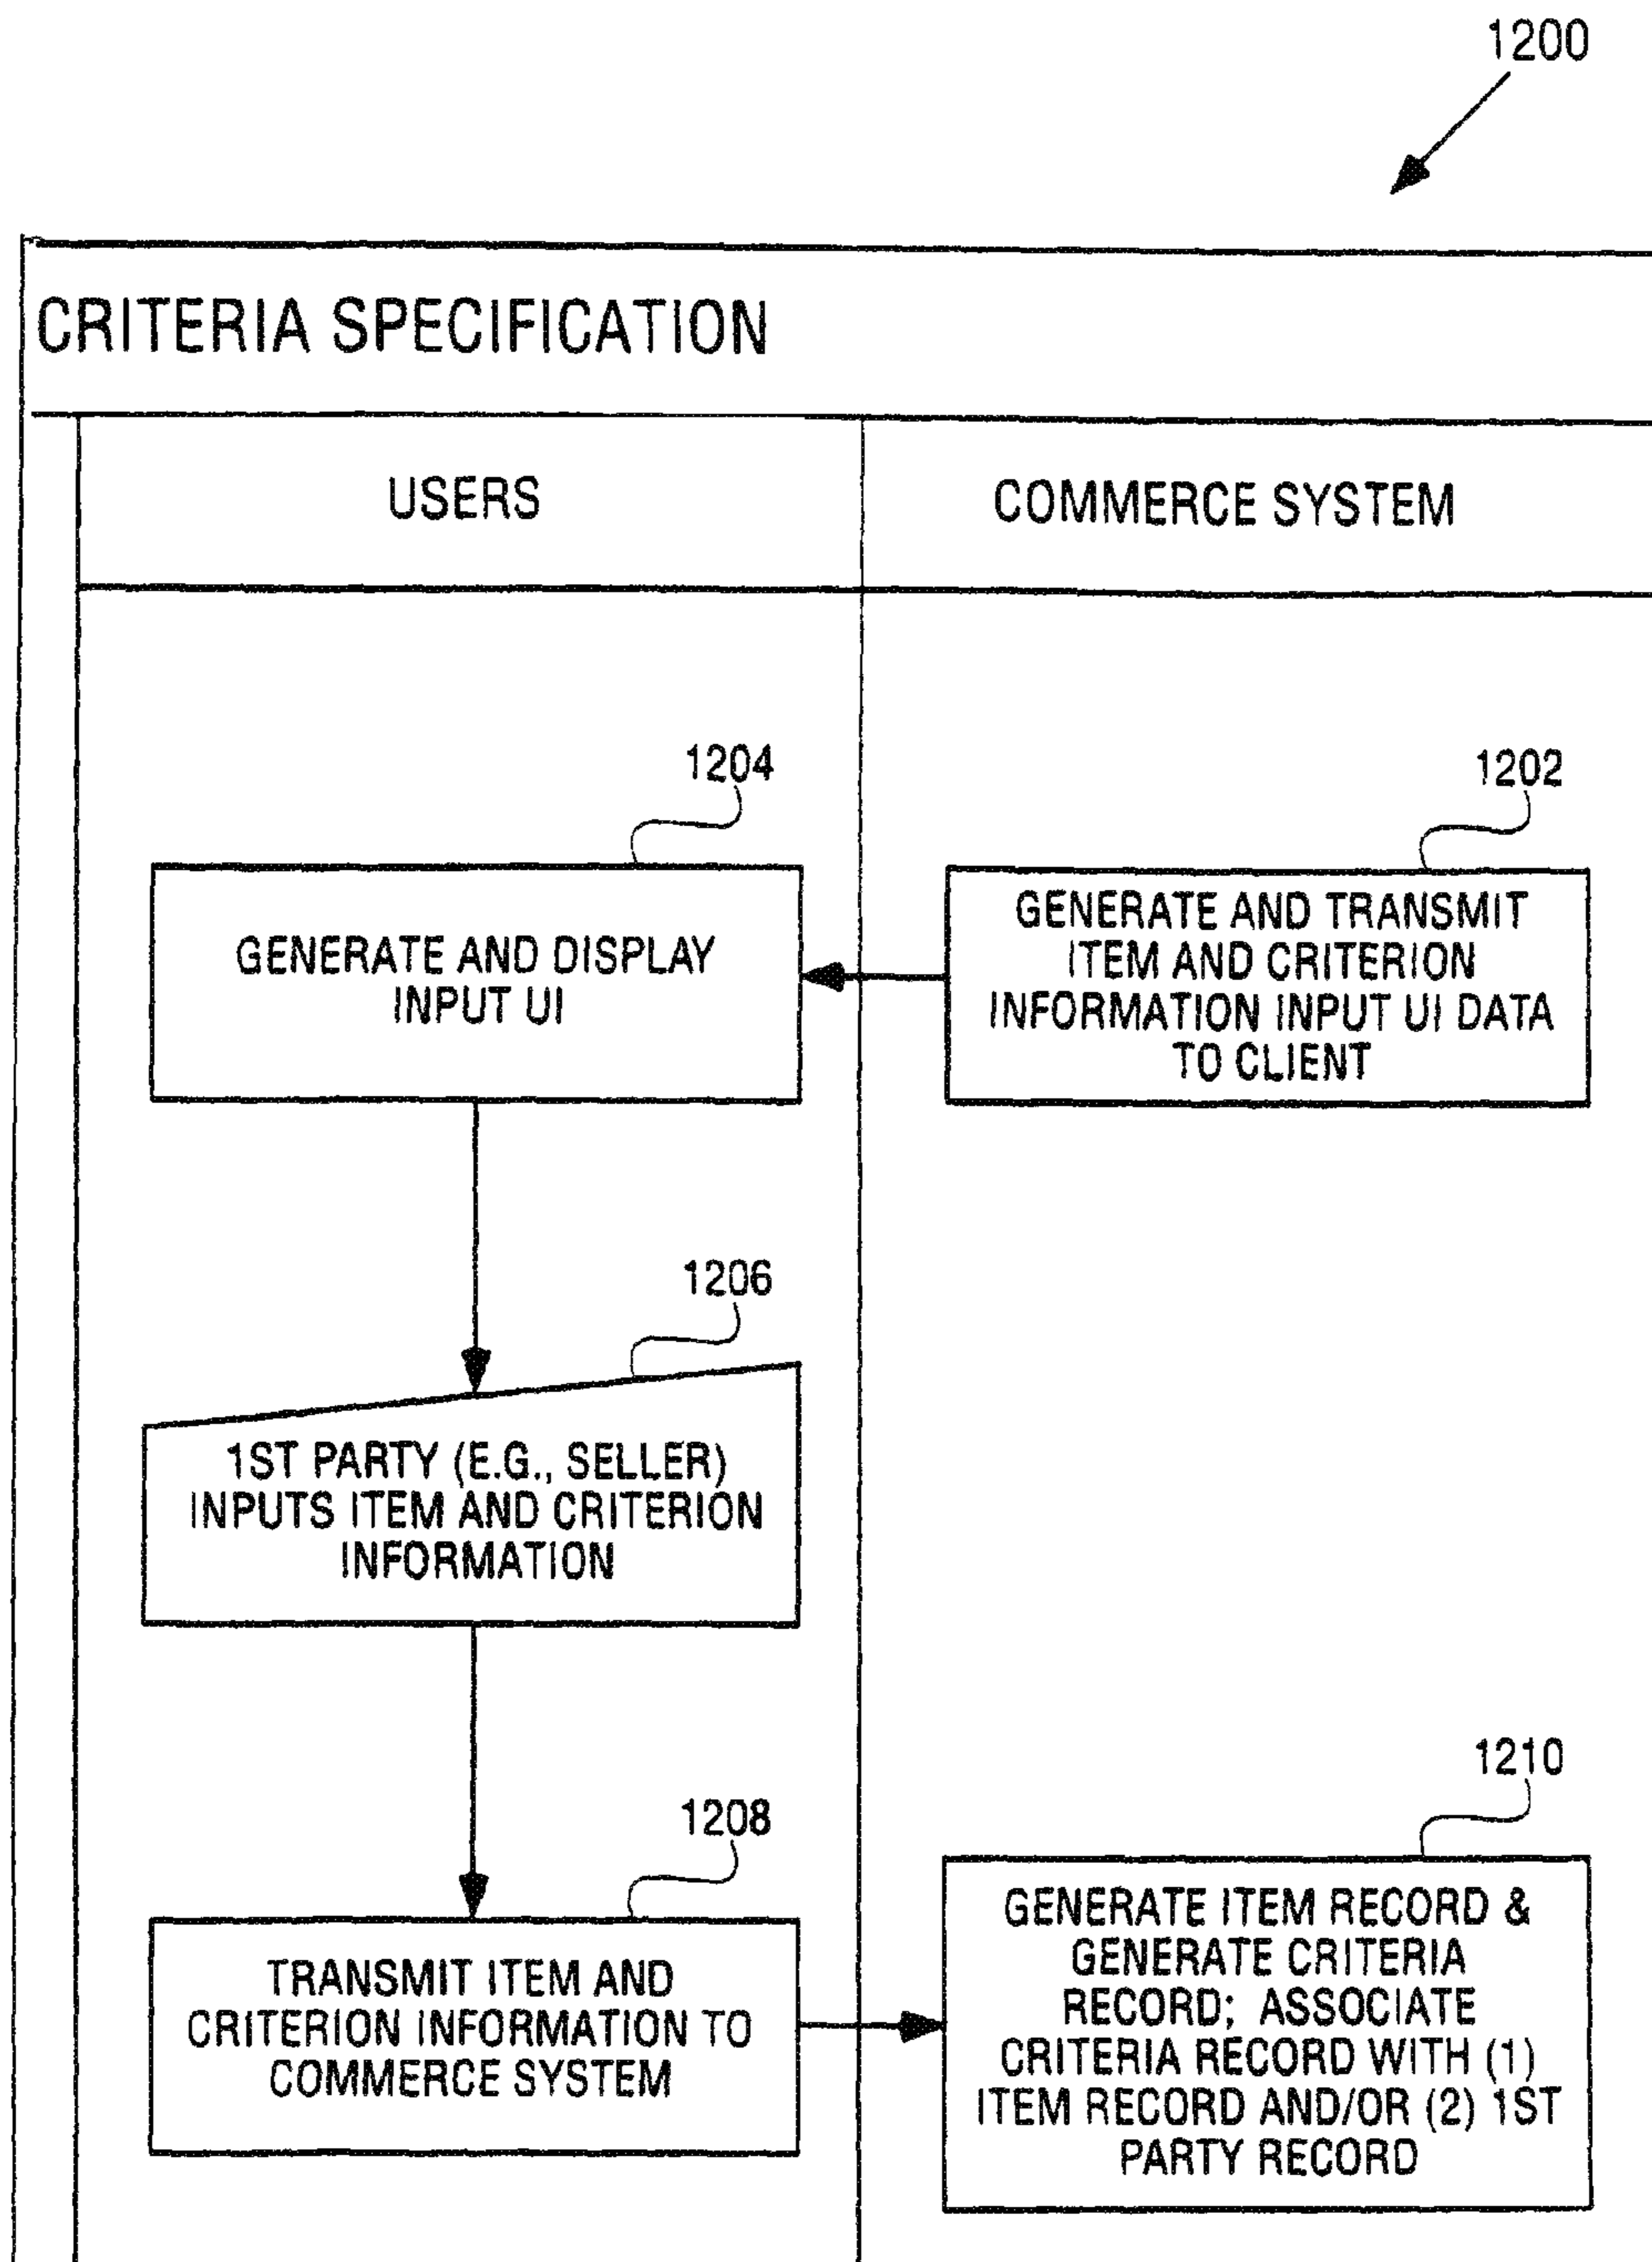 1200
CRITERIA SPECIFICATION
USERS
COMMERCE SYSTEM
1204
GENERATE AND DISPLAY
INPUT UI
1202
GENERATE AND TRANSMIT
ITEM AND CRITERION
INFORMATION INPUT UI DATA
TO CLIENT
1206
1ST PARTY (E.G., SELLER)
INPUTS ITEM AND CRITERION
INFORMATION
1208
TRANSMIT ITEM AND
CRITERION INFORMATION TO
COMMERCE SYSTEM
1210
GENERATE ITEM RECORD &
GENERATE CRITERIA
RECORD; ASSOCIATE
CRITERIA RECORD WITH (1)
ITEM RECORD AND/OR (2) 1ST
PARTY RECORD